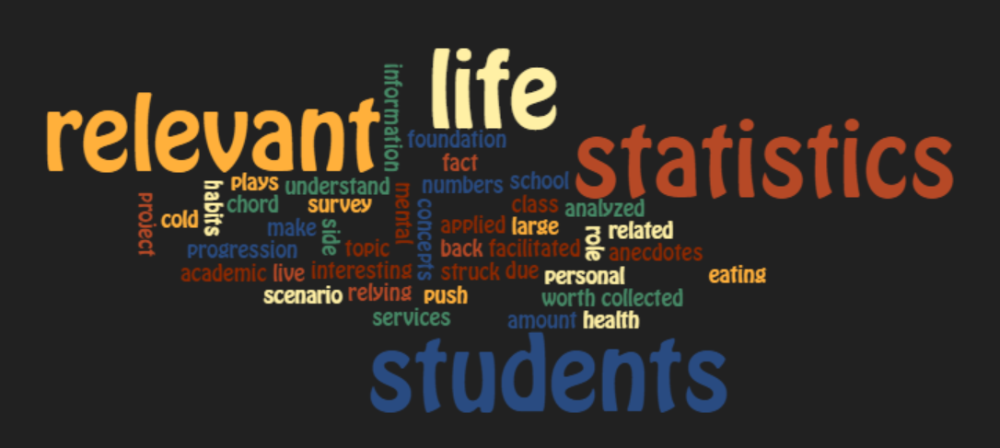 life
relevant
information
foundation
statistics
fact
habits
plays
understand
numbers
school
project
chord
survey
mental
concepts
class
analyzed
cold
make
side
applied
large
role
related
progression
topic
back
facilitated
anecdotes
academic
live
interesting
struck
due
personal
eating
scenario
relying
push
worth
collected
services
amount
health
students